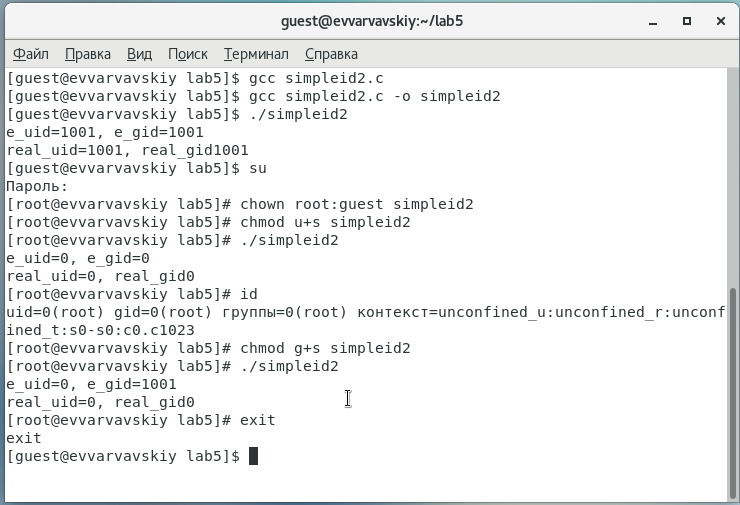 guest@evvarvavskiy:~/lab5
Файл Правка Вид Поиск Терминал Справка
[guest@evvarvavskiy lab5]$ gcc simpleid2.c
[guest@evvarvavskiy lab5]$ gcc simpleid2.c -o simpleid2
[guest@evvarvavskiy lab5]$ ./simpleid2
e_uid=1001, e_gid=1001
real_uid=1001, real_gid1001
[guest@evvarvavskiy lab5]$ su
Пароль:
[root@evvarvavskiy lab5]# chown root:guest simpleid2
[root@evvarvavskiy lab5]# chmod u+s simpleid2
[root@evvarvavskiy lab5]# ./simpleid2
e_uid=0, e_gid=0
real_uid=0, real_gid0
[root@evvarvavskiy lab5]# id
uid=0(root) gid=0(root) группы=0(root) контекст=unconfined_u:unconfined_r:unconf
ined_t:s0-s0:c0.c1023
[root@evvarvavskiy lab5]# chmod g+s simpleid2
[root@evvarvavskiy lab5]# ./simpleid2
e_uid=0, e_gid=1001
real_uid=0, real_gid0
[root@evvarvavskiy lab5]# exit
exit
[guest@evvarvavskiy lab5]$